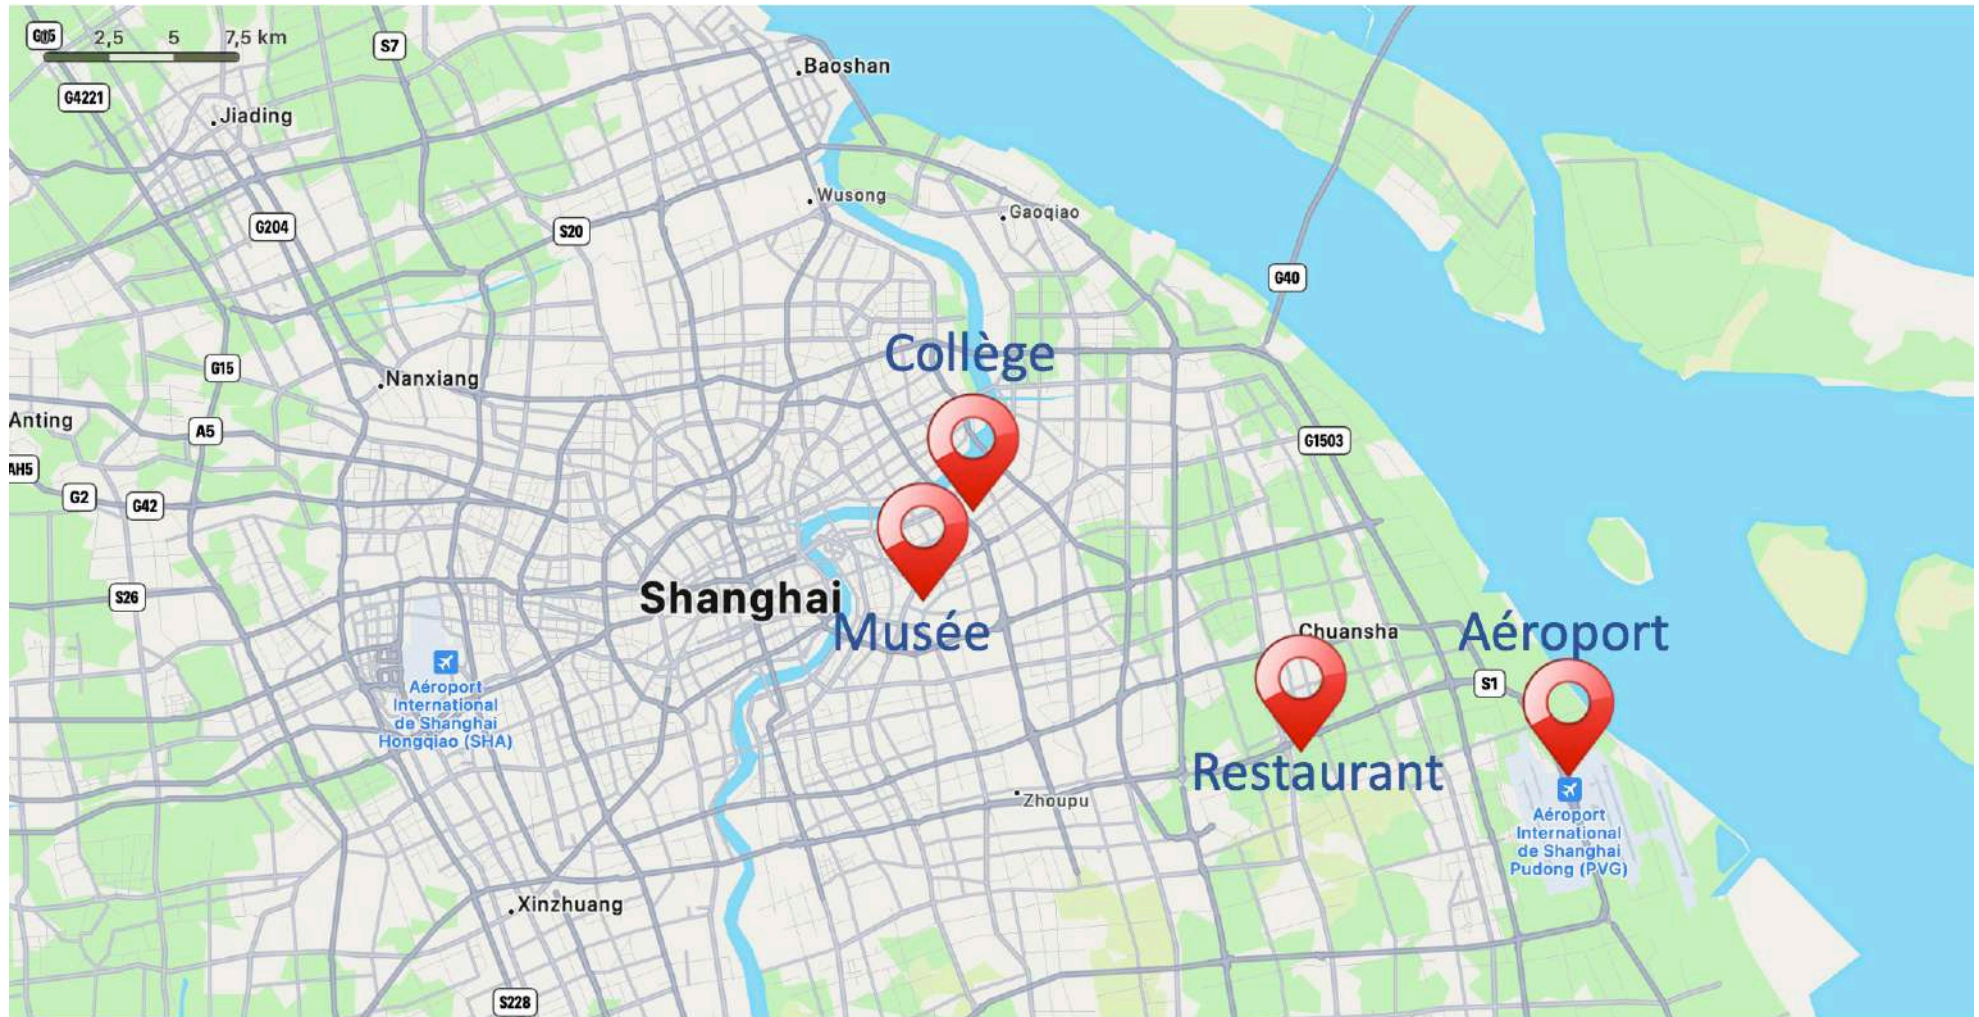 G15
0
2,5
5
7,5 km
S7
Baoshan
G4221
Jiading
Wusong
Gaoqiao
G204
S20
G40
Collège
G15
Nanxiang
Anting
A5
G1503
AH5
G2
G42
S26
Shanghai
Musée
Chuansha
Aéroport
S1
Aéroport
International
de Shanghai
Hongqiao (SHA)
Restaurant
Zhoupu
Aéroport
International
de Shanghai
Pudong (PVG)
Xinzhuang
S228